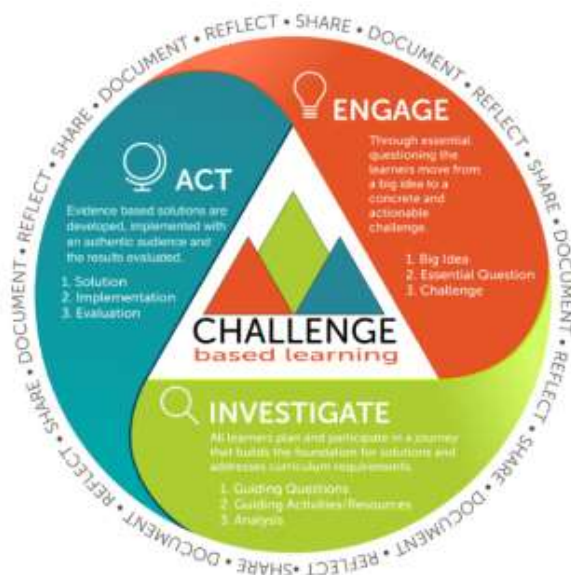 DOCUMENT • REFLECT • SHARE • DOCUMENT • REFLECT • SHARE • DOCUMENT • REFLECT • SHARE • DOCUMENT • REFLECT • SHARE • DOCUMENT • REFLECT • SHARE • DOCUMENT • REFLECT • SHARE •
ENGAGE
Through essential
questioning the
learners move from
a big idea to a
concrete and
actionable
challenge.
1. Big Idea
2. Essential Question
3. Challenge
INVESTIGATE
All learners plan and participate in a journey
that builds the foundation for solutions and
addresses curriculum requirements.
1. Guiding Questions
2. Guiding Activities/Resources
3. Analysis
ACT
Evidence based solutions are
developed, implemented with
an authentic audience and
the results evaluated.
1. Solution
2. Implementation
3. Evaluation
CHALLENGE
based learning